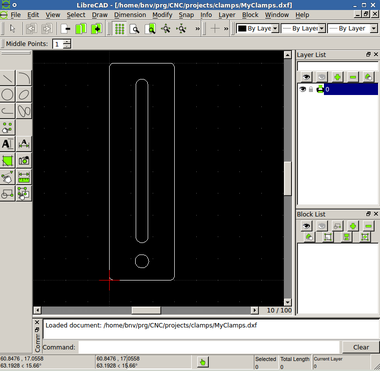 LibreCAD - [/home/bnv/prg/CNC/projects/clamps/MyClamps.dxf]
File Edit View Select Draw Dimension Modify Snap Info Layer Block Window Help
By Layer By Layer By Layer
Middle Points: 1
Layer List
0
Block List
10 / 100
Loaded document: /home/bnv/prg/CNC/projects/clamps/MyClamps.dxf
Command:
Clear
60.8476 , 17.0558 60.8476 , 17.0558 Selected Total Length Current Layer
63.1928 < 15.66° 63.1928 < 15.66° 0 0 0